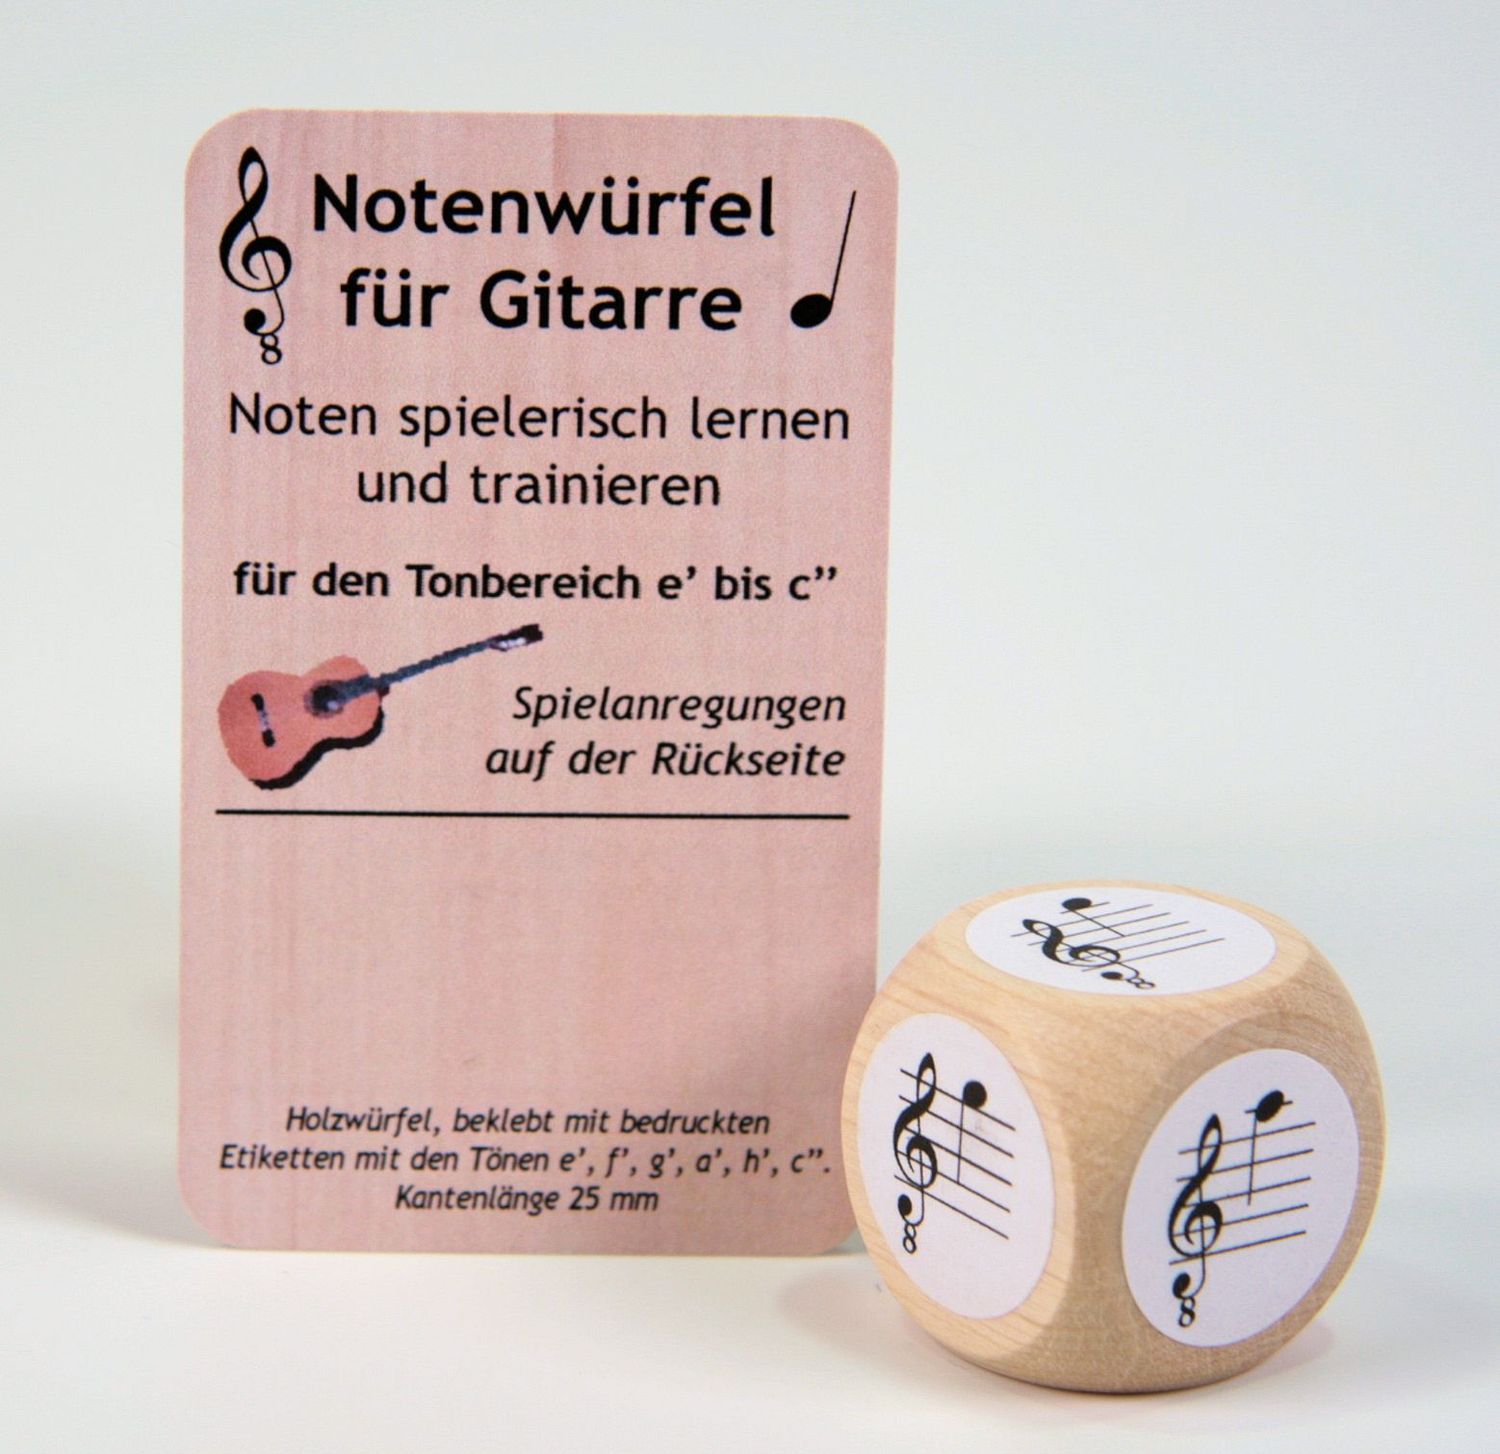 Notenwürfel
für Gitarre
Noten spielerisch lernen
und trainieren
für den Tonbereich e’ bis c’’
Spielanregungen
auf der Rückseite
Holzwürfel, beklebt mit bedruckten
Etiketten mit den Tönen e’, f’, g’, a’, h’, c’’.
Kantenlänge 25 mm